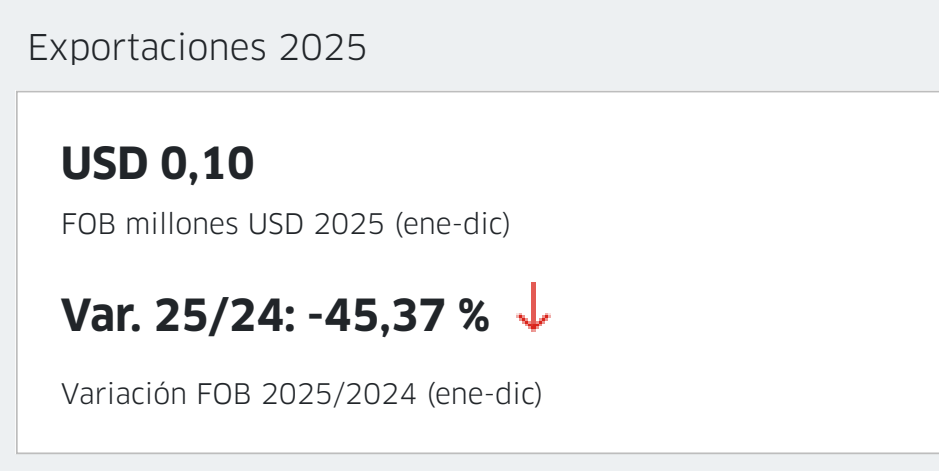 Exportaciones 2025
USD 0,10
FOB millones USD 2025 (ene-dic)
Var. 25/24: -45,37 %
Variación FOB 2025/2024 (ene-dic)